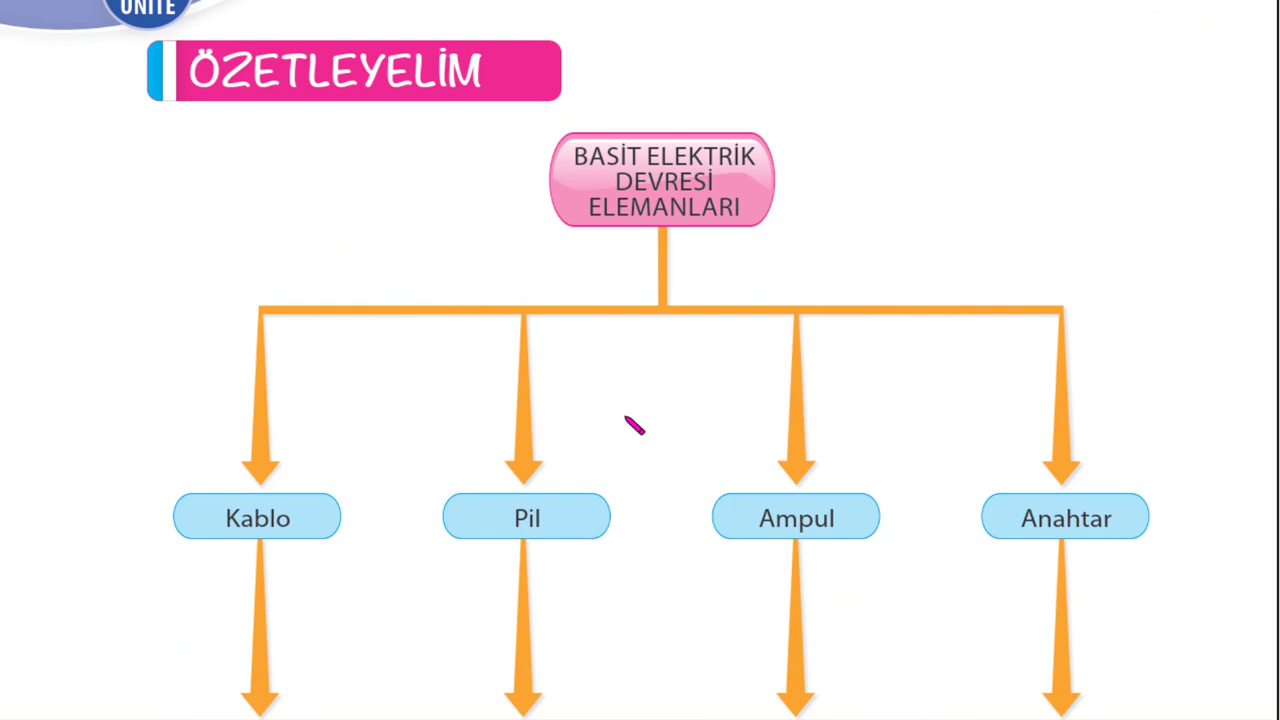 ÜNİTE
ÖZETLEYELİM
BASİT ELEKTRİK
DEVRESİ
ELEMANLARI
Kablo
Pil
Ampul
Anahtar